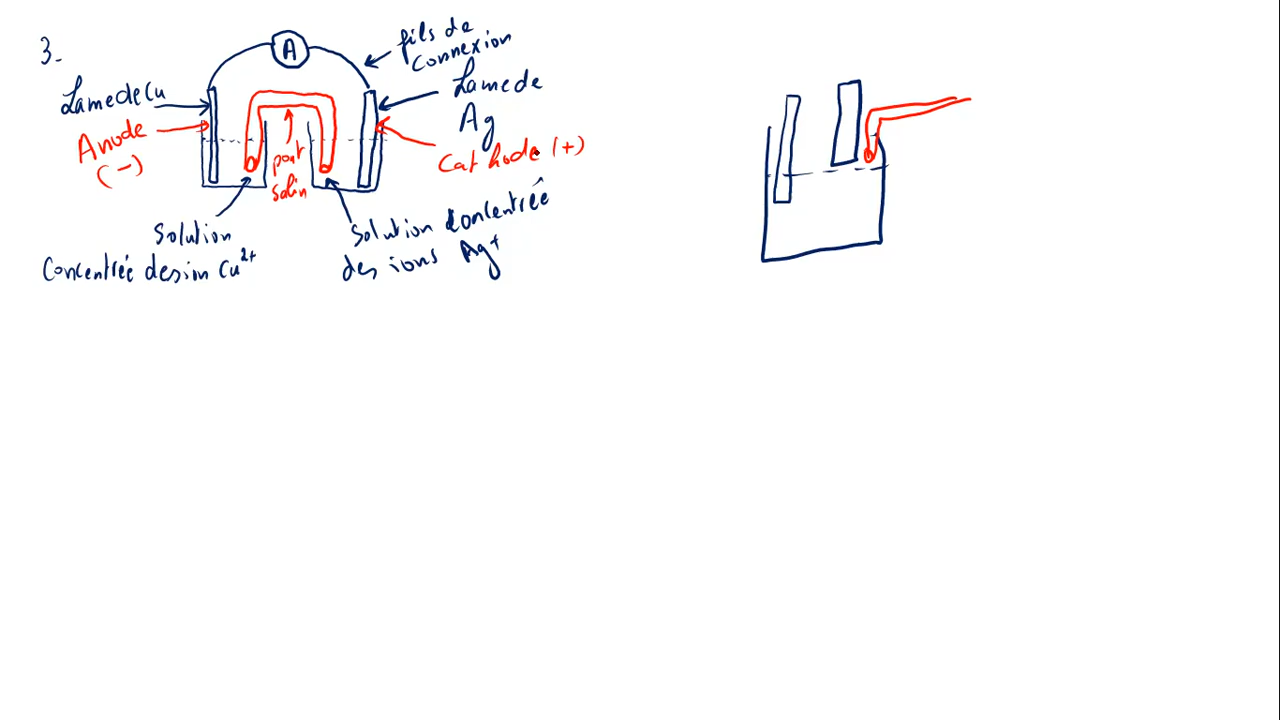 3.
A
fils de
connexion
Lame de Cu
Lame de
Ag
Anode
(-)
Cathode (+)
pont
salin
Solution
Concentrée des ion Cu²⁺
Solution concentrée
des ions Ag⁺